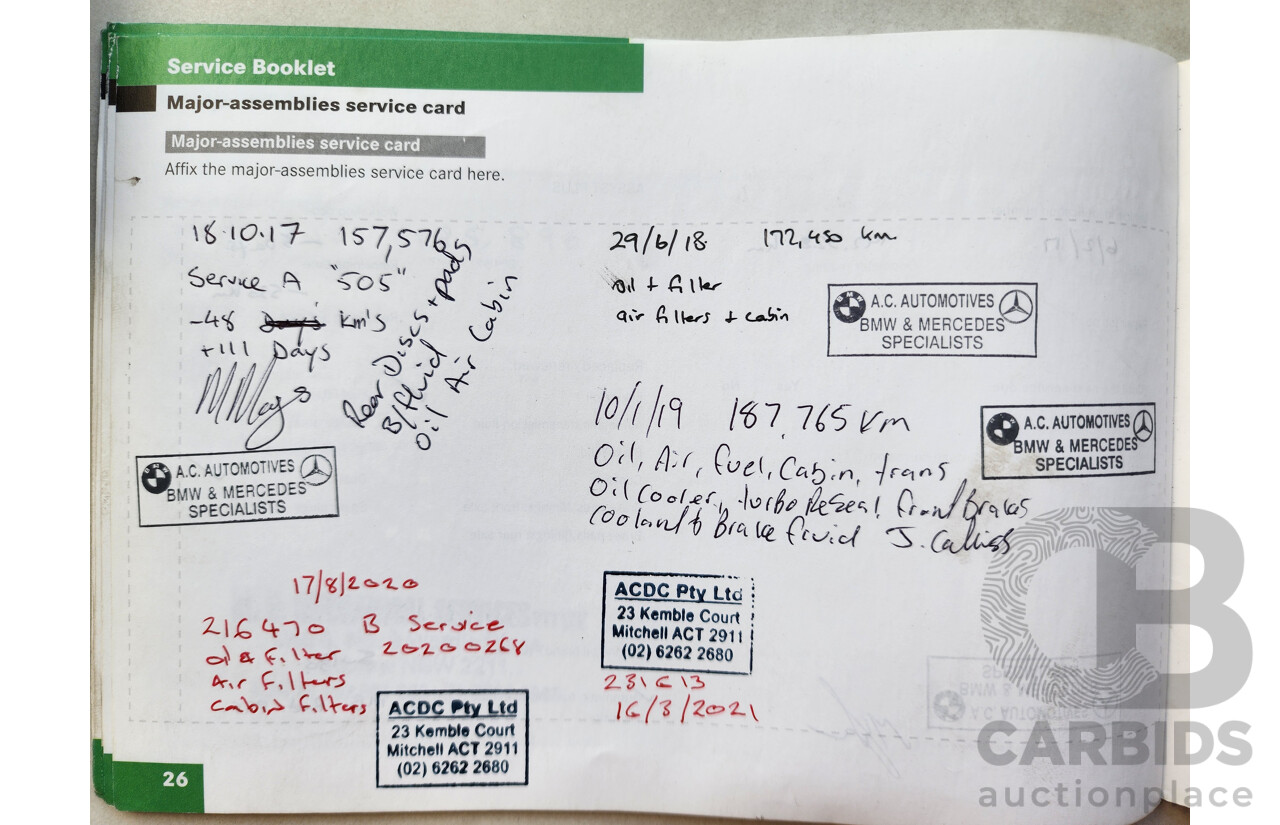 Service Booklet
Major-assemblies service card
Major-assemblies service card
Affix the major-assemblies service card here.
18.10.17 157,576
Service A "505"
-48 Days Km's
+111 Days
Rear Discs + pads
B/fluid
Oil Air Cabin
A.C. AUTOMOTIVES
BMW & MERCEDES
SPECIALISTS
29/6/18 172,450 km
oil + filter
air filters + cabin
A.C. AUTOMOTIVES
BMW & MERCEDES
SPECIALISTS
10/1/19 187,765 Km
Oil, Air, fuel, Cabin, trans
Oil cooler, turbo Reseal, front Brakes
Coolant & Brake fluid J.
A.C. AUTOMOTIVES
BMW & MERCEDES
SPECIALISTS
17/8/2020
216470 B Service
oil & Filter 20200268
Air Filters
Cabin Filters
ACDC Pty Ltd
23 Kemble Court
Mitchell ACT 2911
(02) 6262 2680
ACDC Pty Ltd
23 Kemble Court
Mitchell ACT 2911
(02) 6262 2680
231613
16/3/2021
26
CB
CARBIDS
auctionplace